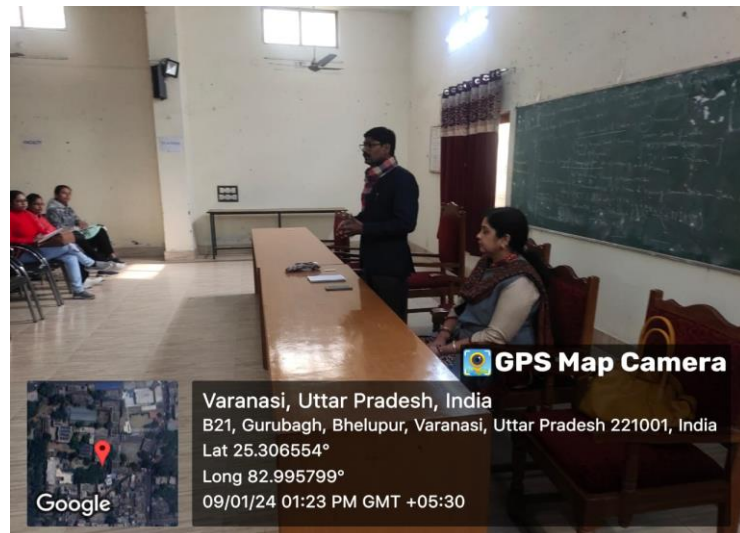 GPS Map Camera
Varanasi, Uttar Pradesh, India
B21, Gurubagh, Bhelupur, Varanasi, Uttar Pradesh 221001, India
Lat 25.306554°
Long 82.995799°
09/01/24 01:23 PM GMT +05:30
Google